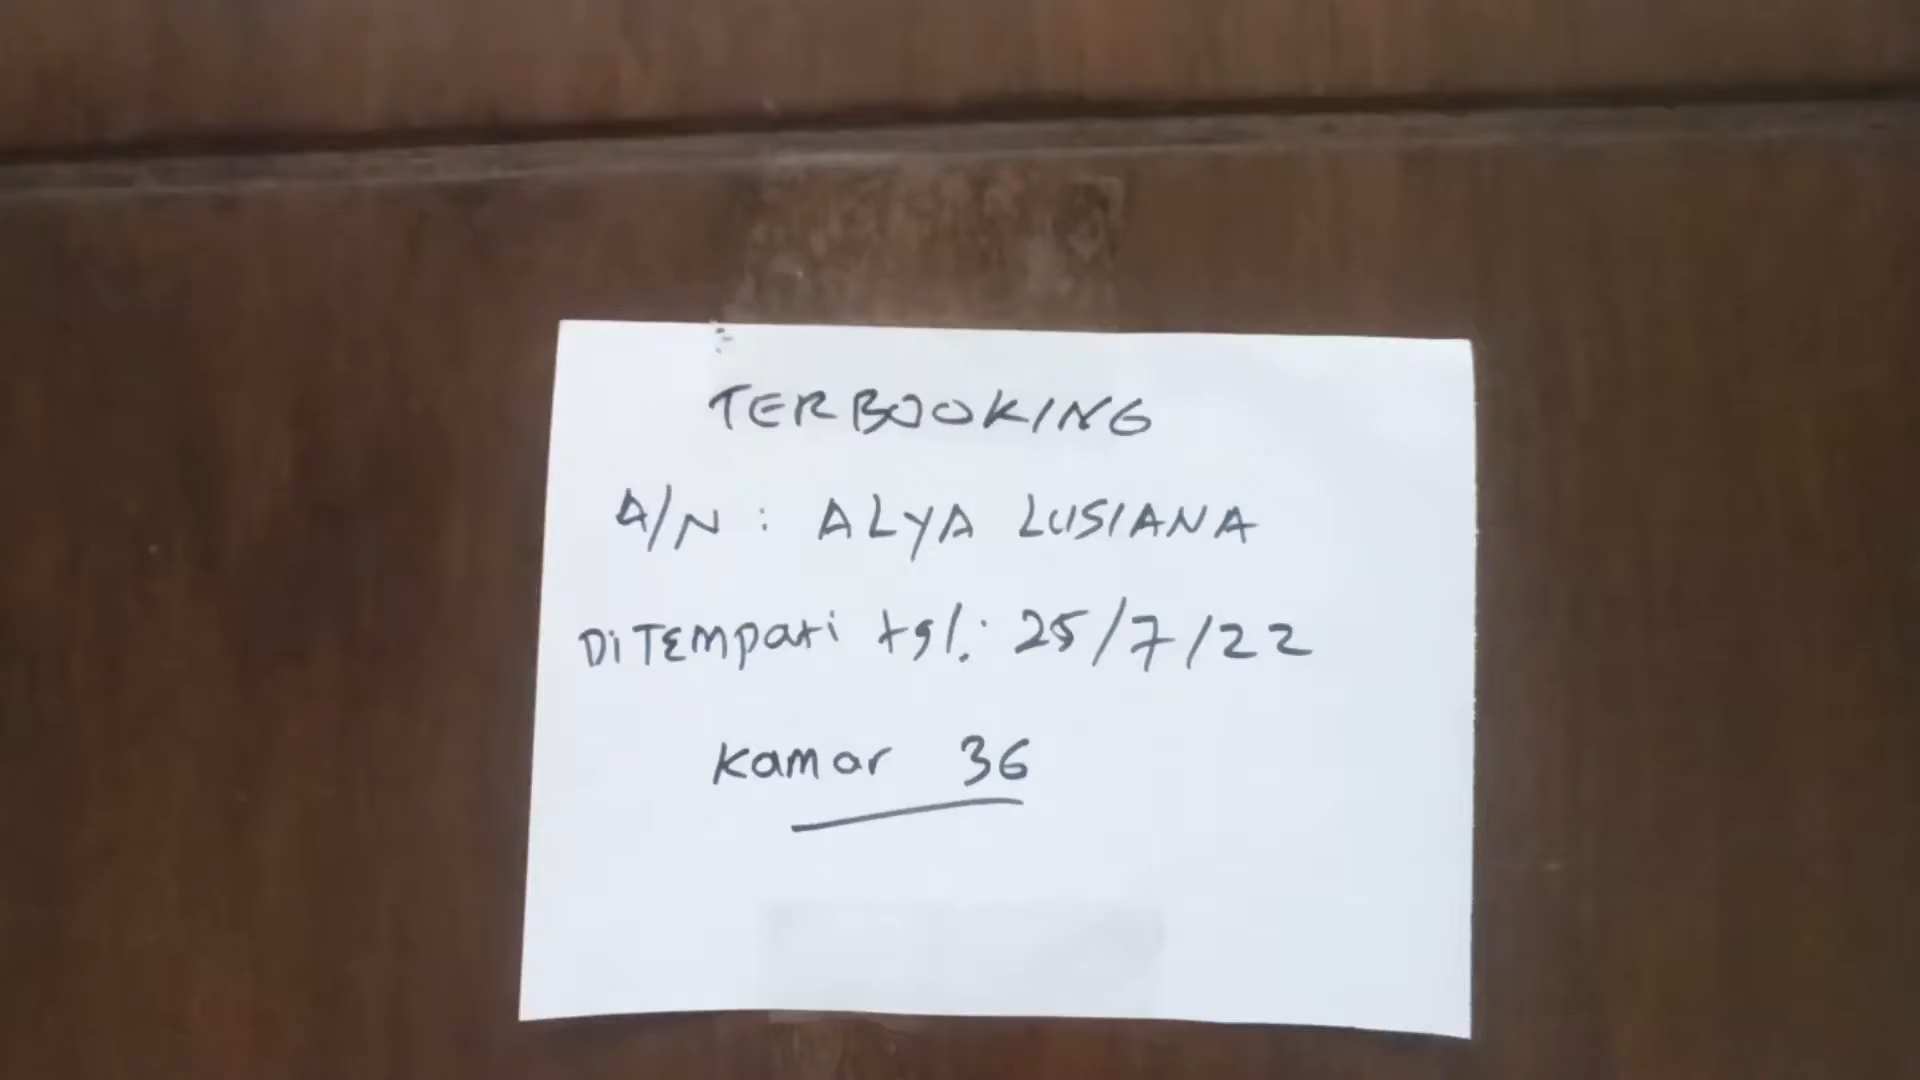 TERBOOKING
A/N : ALYA LUSIANA
DiTEmpati tgl.: 25/7/22
Kamar 36